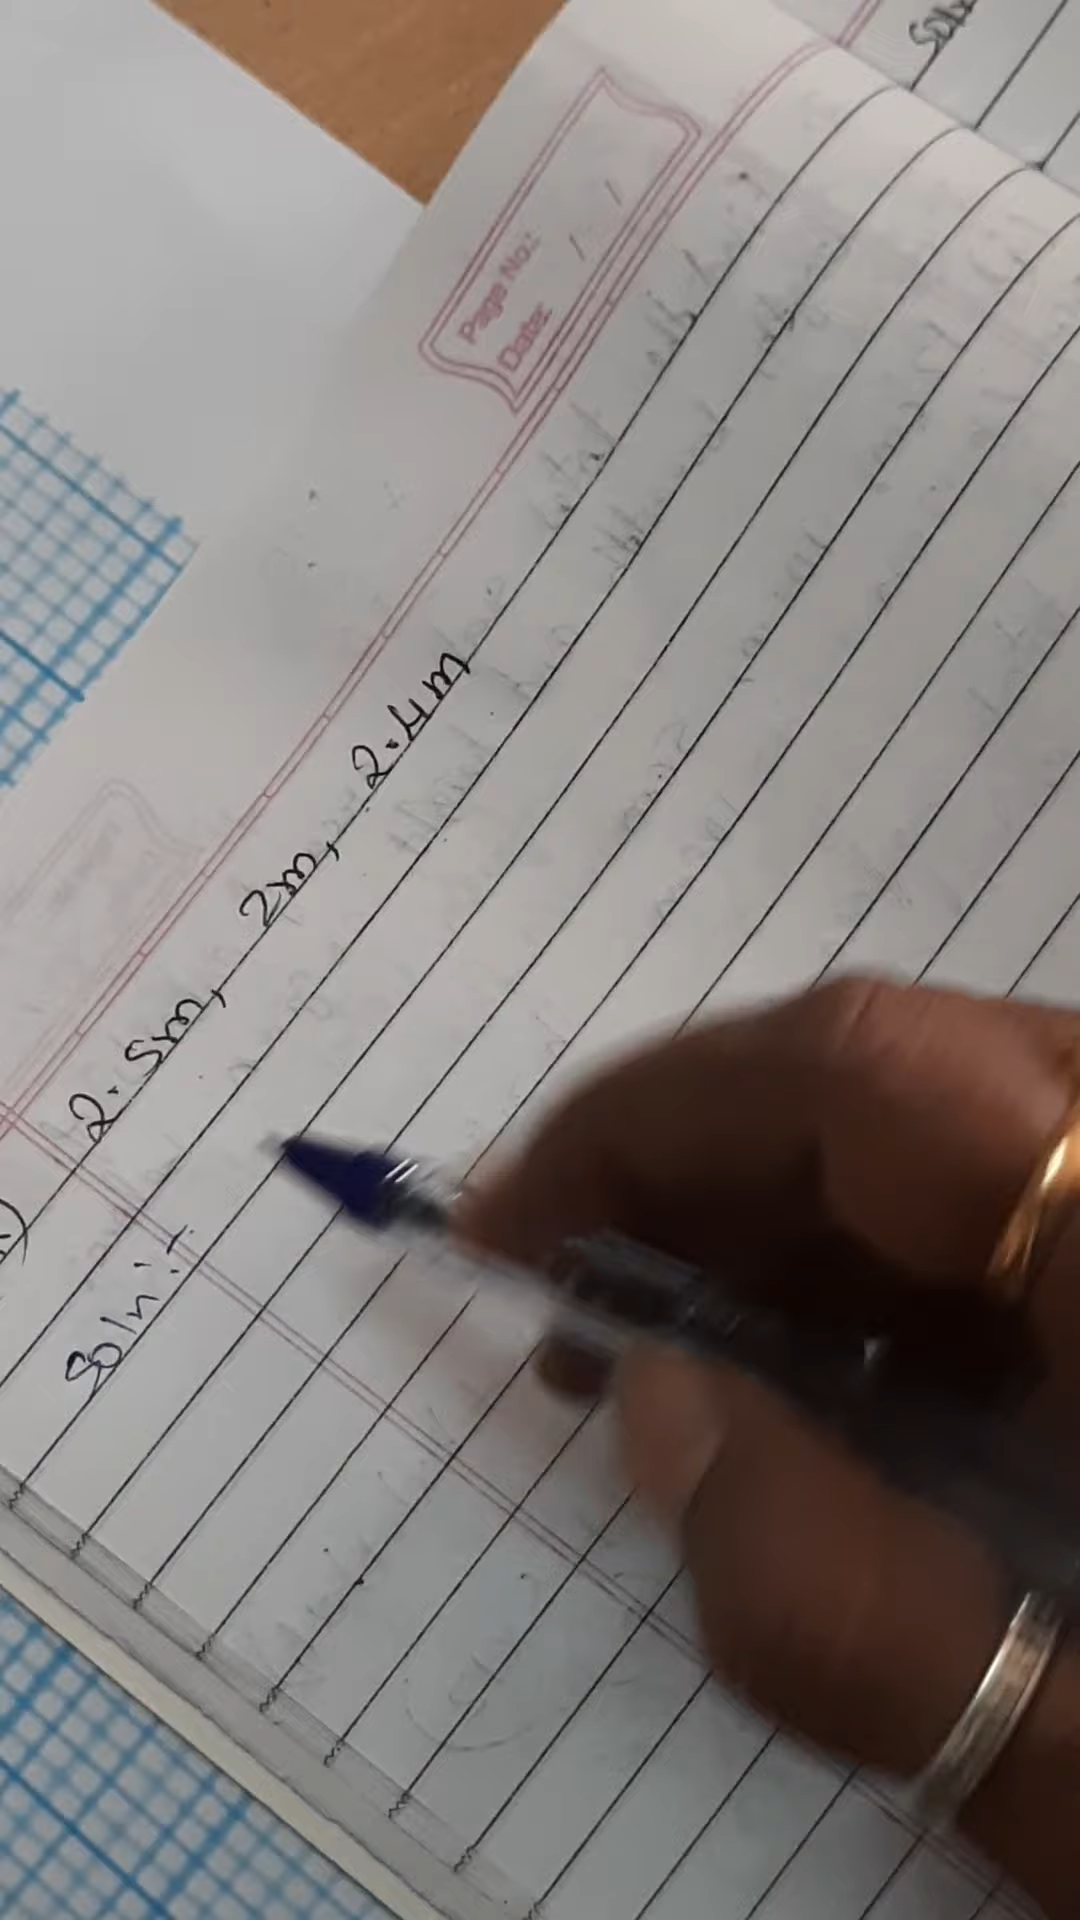 Page No.:
Date: / /
2.5m, 2m, 2.4m
Soln:-